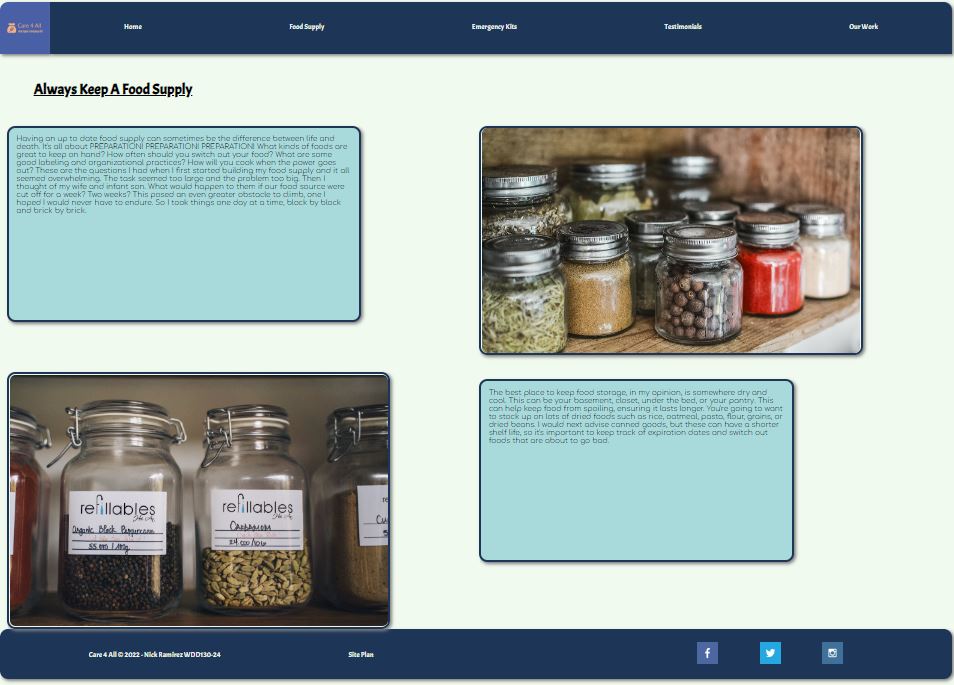 Care 4 All
Home
Food Supply
Emergency Kits
Testimonials
Our Work
Always Keep A Food Supply
Having an up to date food supply can sometimes be the difference between life and
death. It's all about PREPARATION! PREPARATION! PREPARATION! What kinds of foods are
great to keep on hand? How often should you switch out your food? What are some
good labeling and organizational practices? How will you cook when the power goes
out? These are the questions I had when I first started building my food supply and it all
seemed overwhelming. The task seemed too large and the problem too big. Then I
thought of my wife and infant son. What would happen to them if our food source were
cut off for a week? Two weeks? This posed an even greater obstacle to climb, one I
hoped I would never have to endure. So I took things one day at a time, block by block
and brick by brick.
refillables
Organic Black Peppercorn
refillables
CARDAMOM
The best place to keep food storage, in my opinion, is somewhere dry and
cool. This can be your basement, closet, under the bed, or your pantry. This
can help keep food from spoiling, ensuring it lasts longer. You're going to want
to stock up on lots of dried foods such as rice, oatmeal, pasta, flour, grains, or
dried beans. I would next advise canned goods, but these can have a shorter
shelf life, so it's important to keep track of expiration dates and switch out
foods that are about to go bad.
Care 4 All © 2022 - Nick Ramirez WDD130-24
Site Plan